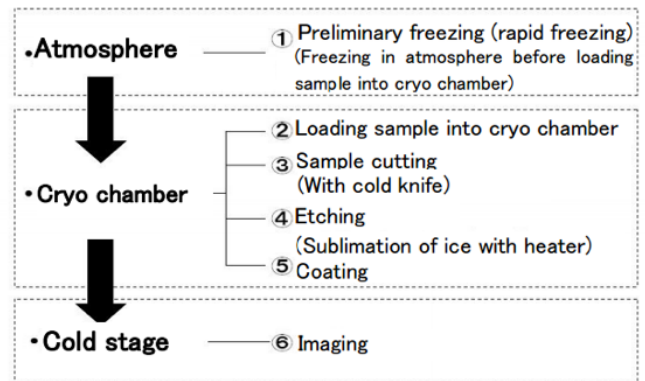 .Atmosphere
① Preliminary freezing (rapid freezing)
(Freezing in atmosphere before loading
sample into cryo chamber)
・Cryo chamber
② Loading sample into cryo chamber
③ Sample cutting
(With cold knife)
④ Etching
(Sublimation of ice with heater)
⑤ Coating
・Cold stage
⑥ Imaging